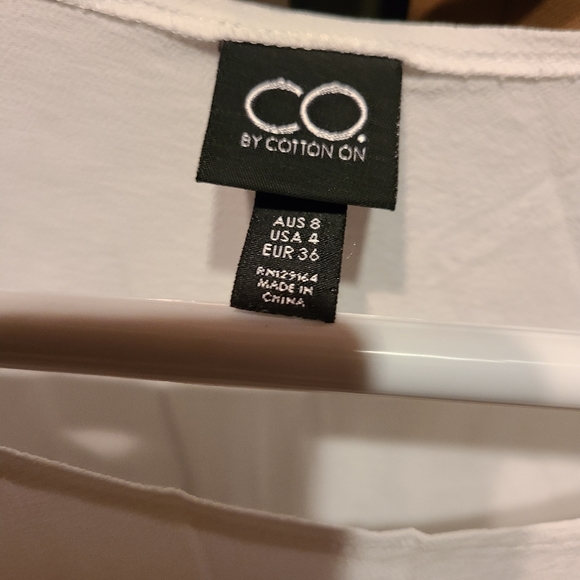 CO.
BY COTTON ON
AUS 8
USA 4
EUR 36
RN129164
MADE IN
CHINA